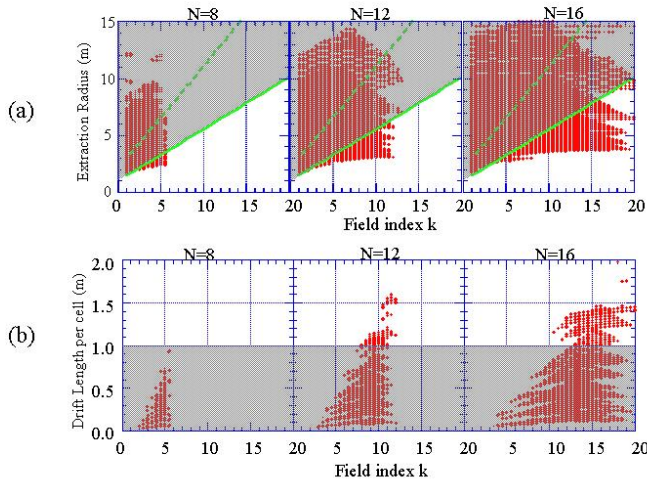 N=8 N=12 N=16
15
10
5
0
Extraction Radius (m)
(a)
0 5 10 15 20 5 10 15 20 5 10 15 20
Field index k
N=8 N=12 N=16
2.0
1.5
1.0
0.5
0.0
Drift Length per cell (m)
(b)
0 5 10 15 20 5 10 15 20 5 10 15 20
Field index k